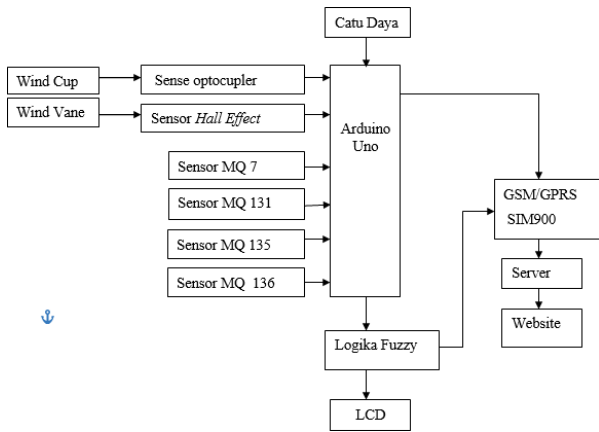 Catu Daya
Wind Cup
Sense optocupler
Wind Vane
Sensor Hall Effect
Arduino
Uno
Sensor MQ 7
Sensor MQ 131
Sensor MQ 135
Sensor MQ 136
GSM/GPRS
SIM900
Server
Website
Logika Fuzzy
LCD